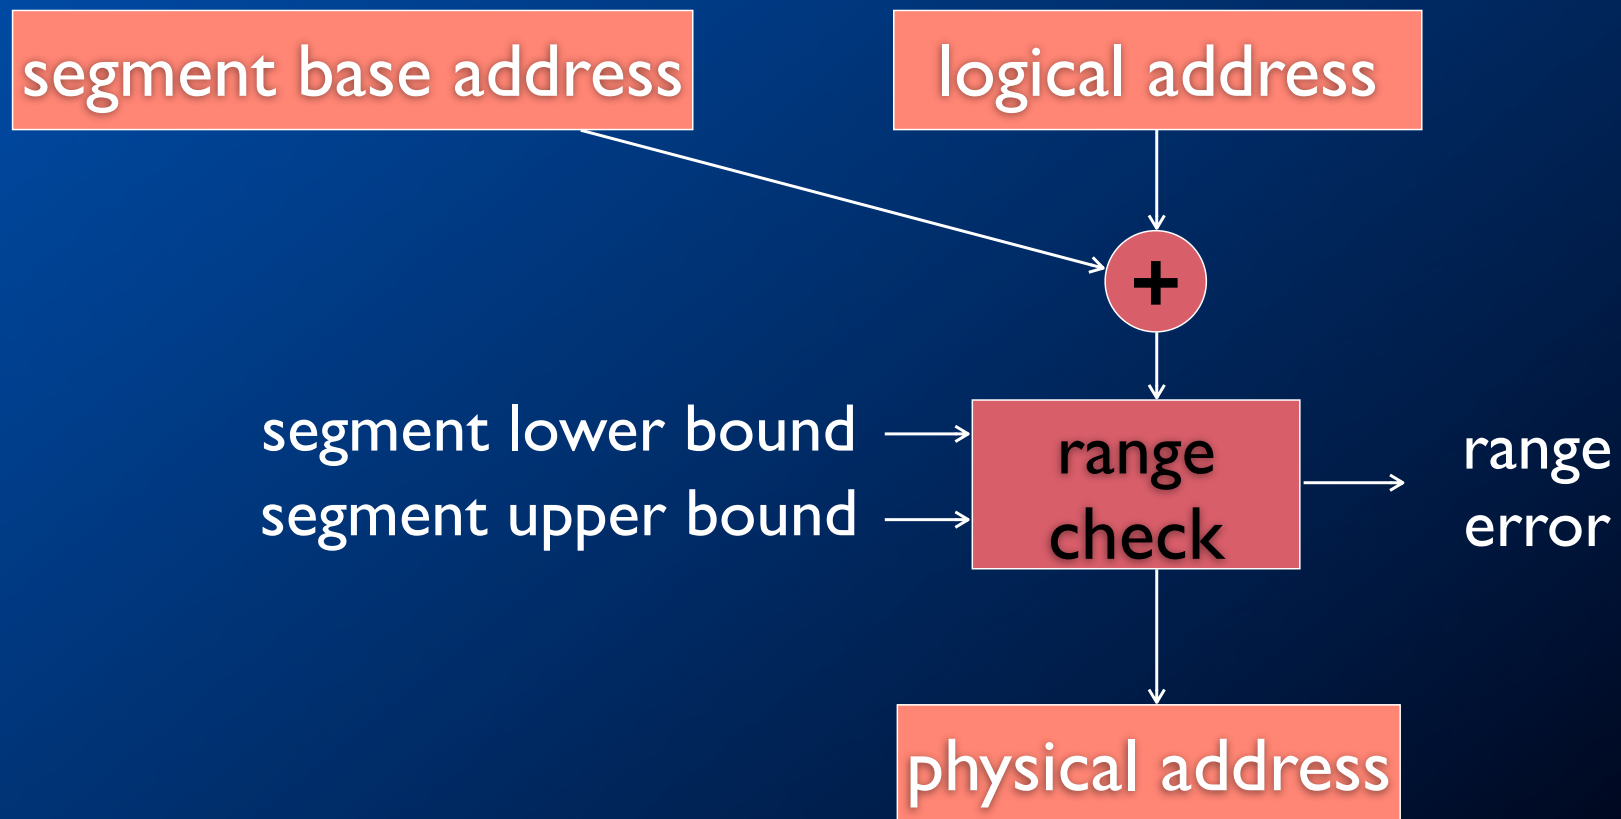 segment base address
logical address
+
segment lower bound
segment upper bound
range
check
range
error
physical address